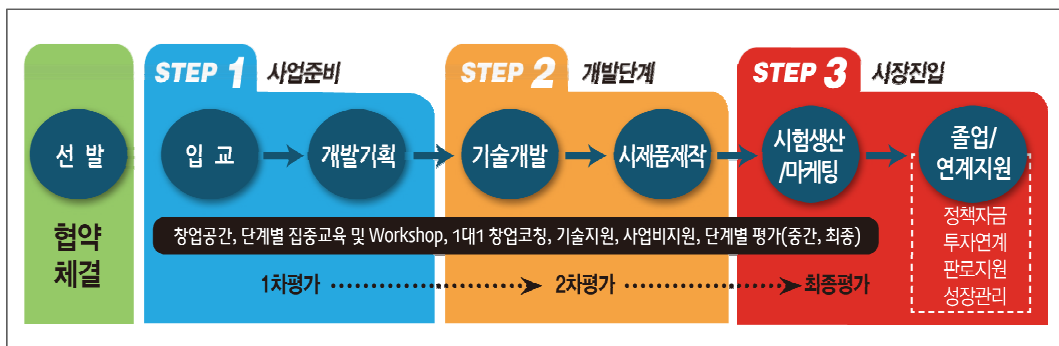 STEP 1 사업준비
STEP 2 개발단계
STEP 3 시장진입
선 발
입 교
개발기획
기술개발
시제품제작
시험생산
/마케팅
졸업/
연계지원
협약
체결
창업공간, 단계별 집중교육 및 Workshop, 1대1 창업코칭, 기술지원, 사업비지원, 단계별 평가(중간, 최종)
정책자금
투자연계
판로지원
성장관리
1차평가
2차평가
최종평가